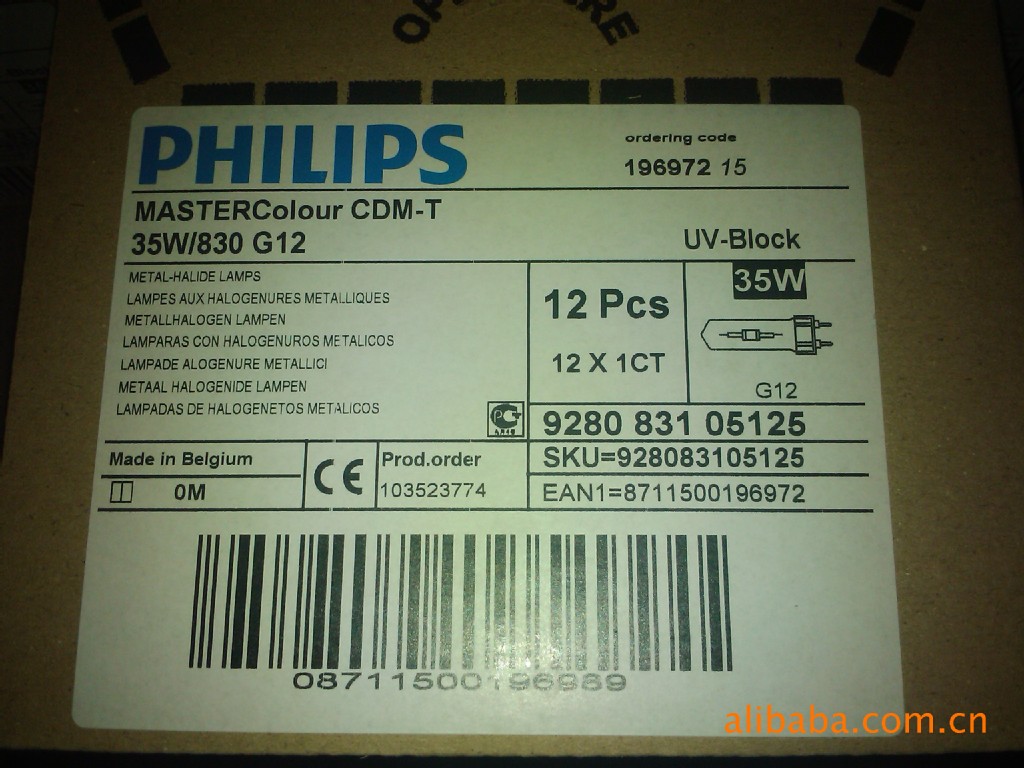 OPEN HERE
PHILIPS
ordering code
196972 15
MASTERColour CDM-T
35W/830 G12
UV-Block
METAL-HALIDE LAMPS
LAMPES AUX HALOGENURES METALLIQUES
METALLHALOGEN LAMPEN
LAMPARAS CON HALOGENUROS METALICOS
LAMPADE ALOGENURE METALLICI
METAAL HALOGENIDE LAMPEN
LAMPADAS DE HALOGENETOS METALICOS
12 Pcs
12 X 1CT
35W
G12
9280 831 05125
Made in Belgium
0M
CE
Prod.order
103523774
SKU=928083105125
EAN1=8711500196972
08711500196989
alibaba.com.cn